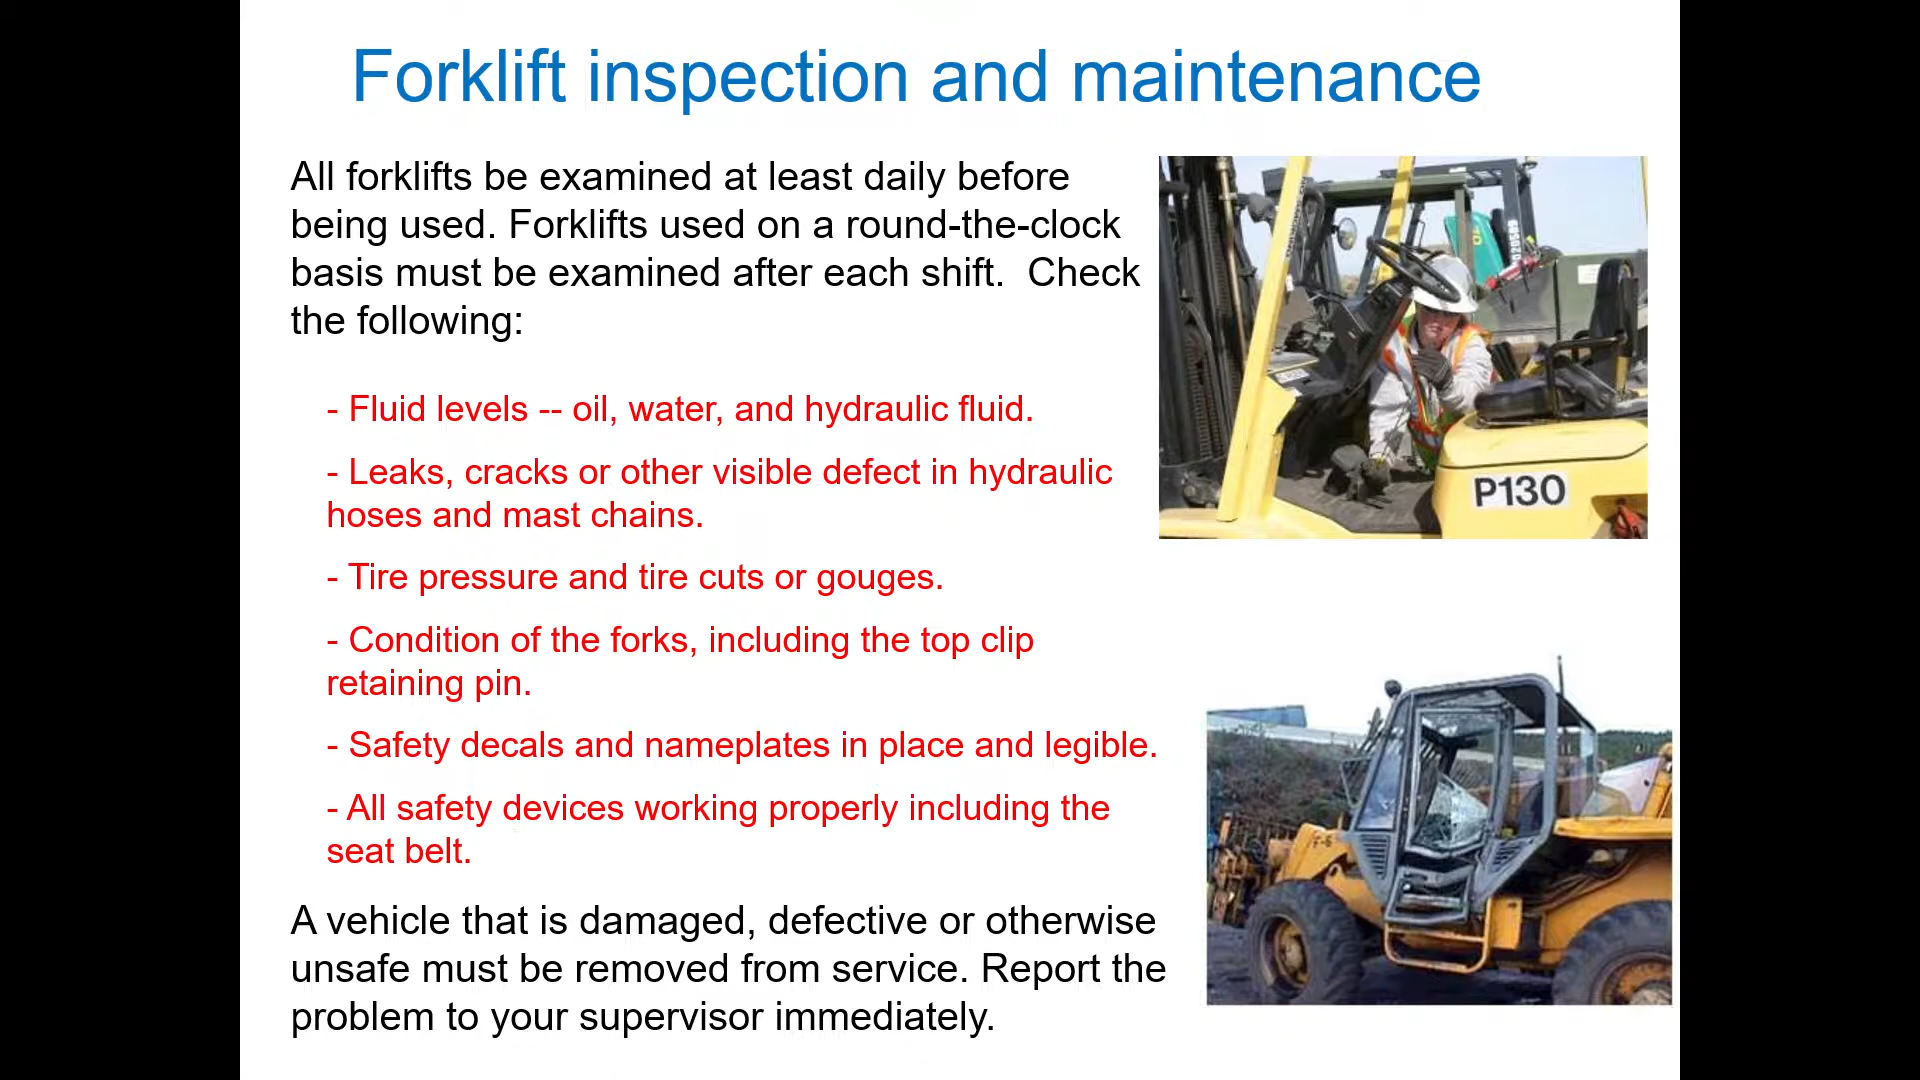 Forklift inspection and maintenance
All forklifts be examined at least daily before
being used. Forklifts used on a round-the-clock
basis must be examined after each shift.  Check
the following:
- Fluid levels -- oil, water, and hydraulic fluid.
- Leaks, cracks or other visible defect in hydraulic
hoses and mast chains.
- Tire pressure and tire cuts or gouges.
- Condition of the forks, including the top clip
retaining pin.
- Safety decals and nameplates in place and legible.
- All safety devices working properly including the
seat belt.
A vehicle that is damaged, defective or otherwise
unsafe must be removed from service. Report the
problem to your supervisor immediately.
P130
F-6